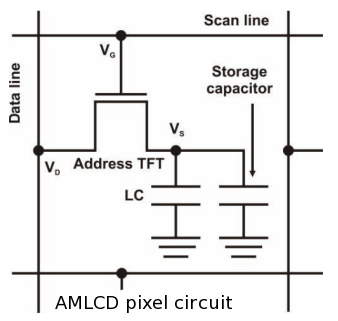 Scan line
V_G
Data line
Storage
capacitor
V_S
Address TFT
V_D
LC
AMLCD pixel circuit